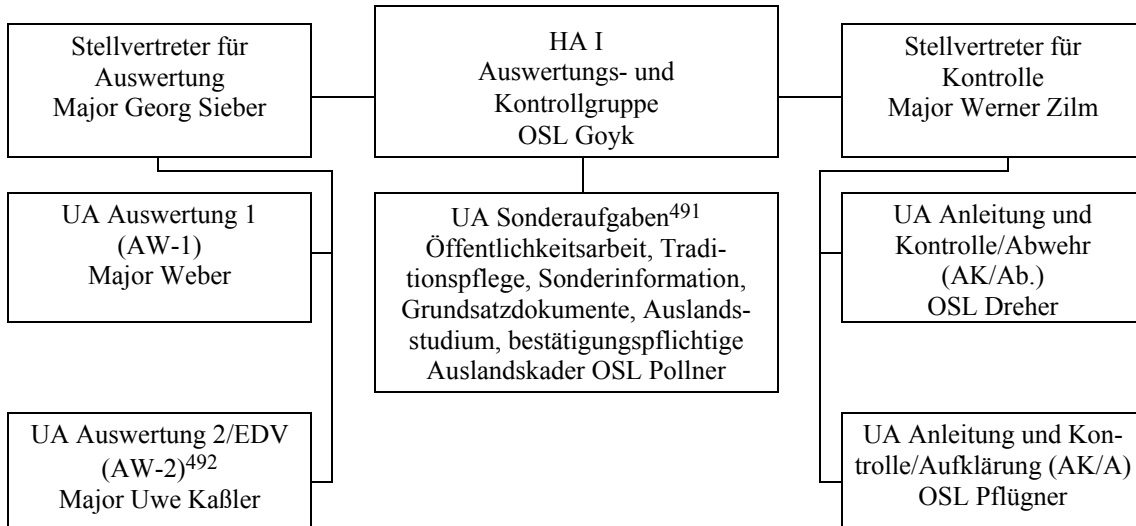 Stellvertreter für
Auswertung
Major Georg Sieber
HA I
Auswertungs- und
Kontrollgruppe
OSL Goyk
Stellvertreter für
Kontrolle
Major Werner Zilm
UA Auswertung 1
(AW-1)
Major Weber
UA Sonderaufgaben491
Öffentlichkeitsarbeit, Tradi-
tionspflege, Sonderinformation,
Grundsatzdokumente, Auslands-
studium, bestätigungspflichtige
Auslandskader OSL Pollner
UA Anleitung und
Kontrolle/Abwehr
(AK/Ab.)
OSL Dreher
UA Auswertung 2/EDV
(AW-2)492
Major Uwe Kaßler
UA Anleitung und Kon-
trolle/Aufklärung (AK/A)
OSL Pflügner